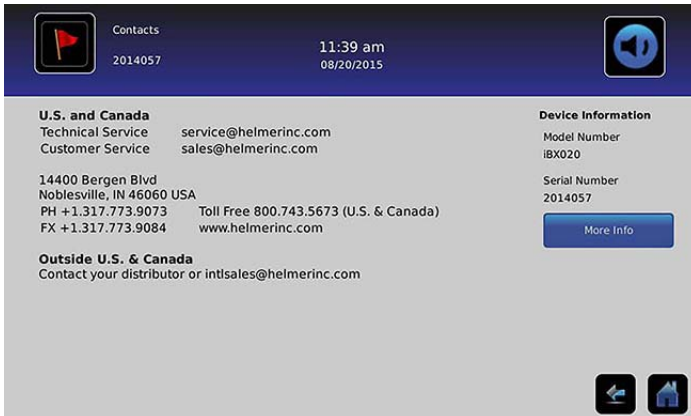 Contacts
2014057
11:39 am
08/20/2015
U.S. and Canada
Technical Service service@helmerinc.com
Customer Service sales@helmerinc.com
14400 Bergen Blvd
Noblesville, IN 46060 USA
PH +1.317.773.9073 Toll Free 800.743.5673 (U.S. & Canada)
FX +1.317.773.9084 www.helmerinc.com
Outside U.S. & Canada
Contact your distributor or intlsales@helmerinc.com
Device Information
Model Number
iBX020
Serial Number
2014057
More Info